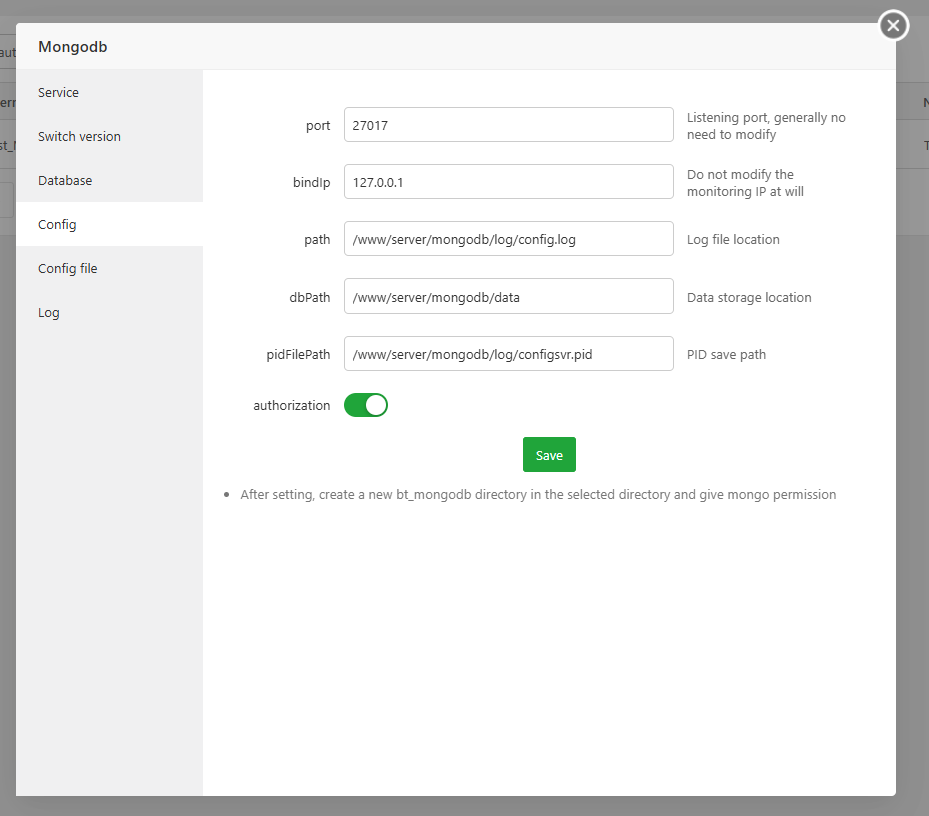 Mongodb
Service
Switch version
Database
Config
Config file
Log
port
27017
Listening port, generally no
need to modify
bindIp
127.0.0.1
Do not modify the
monitoring IP at will
path
/www/server/mongodb/log/config.log
Log file location
dbPath
/www/server/mongodb/data
Data storage location
pidFilePath
/www/server/mongodb/log/configsvr.pid
PID save path
authorization
Save
After setting, create a new bt_mongodb directory in the selected directory and give mongo permission